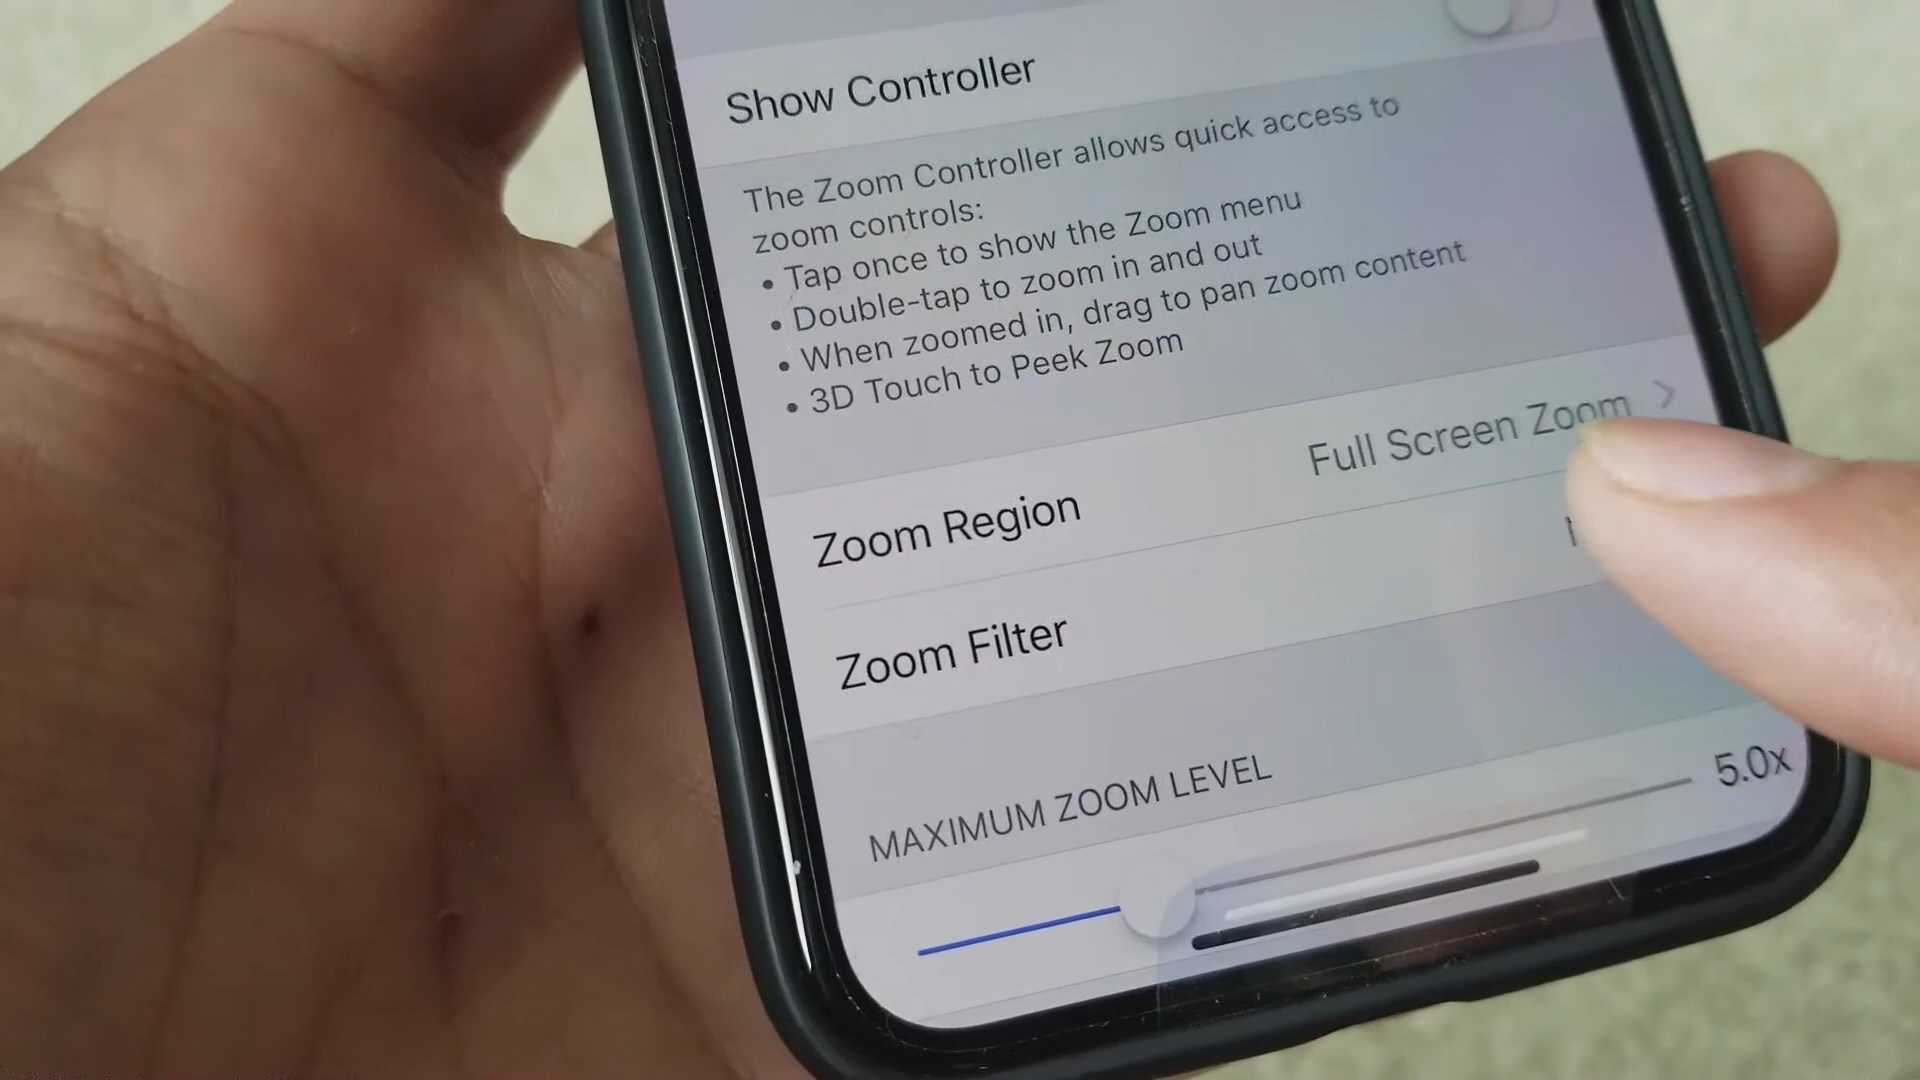 Show Controller
The Zoom Controller allows quick access to
zoom controls:
• Tap once to show the Zoom menu
• Double-tap to zoom in and out
• When zoomed in, drag to pan zoom content
• 3D Touch to Peek Zoom
Zoom Region Full Screen Zoom
Zoom Filter
MAXIMUM ZOOM LEVEL
5.0x